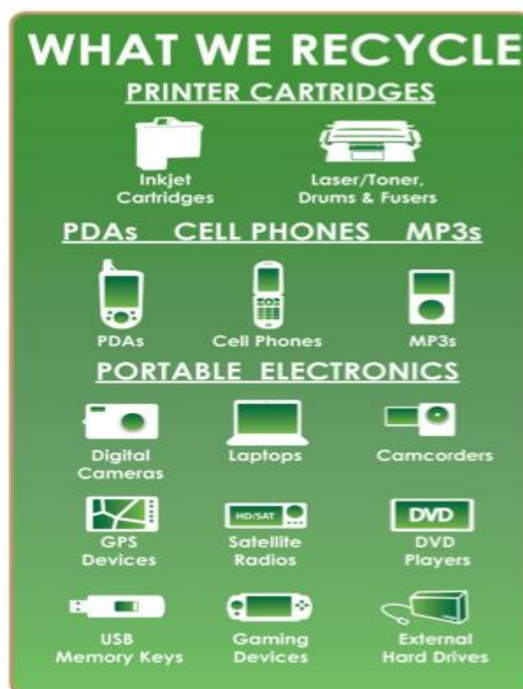 WHAT WE RECYCLE
PRINTER CARTRIDGES
Inkjet
Cartridges
Laser/Toner,
Drums & Fusers
PDAs CELL PHONES MP3s
PDAs
Cell Phones
MP3s
PORTABLE ELECTRONICS
Digital
Cameras
Laptops
Camcorders
GPS
Devices
HD/SAT
Satellite
Radios
DVD
DVD
Players
USB
Memory Keys
Gaming
Devices
External
Hard Drives